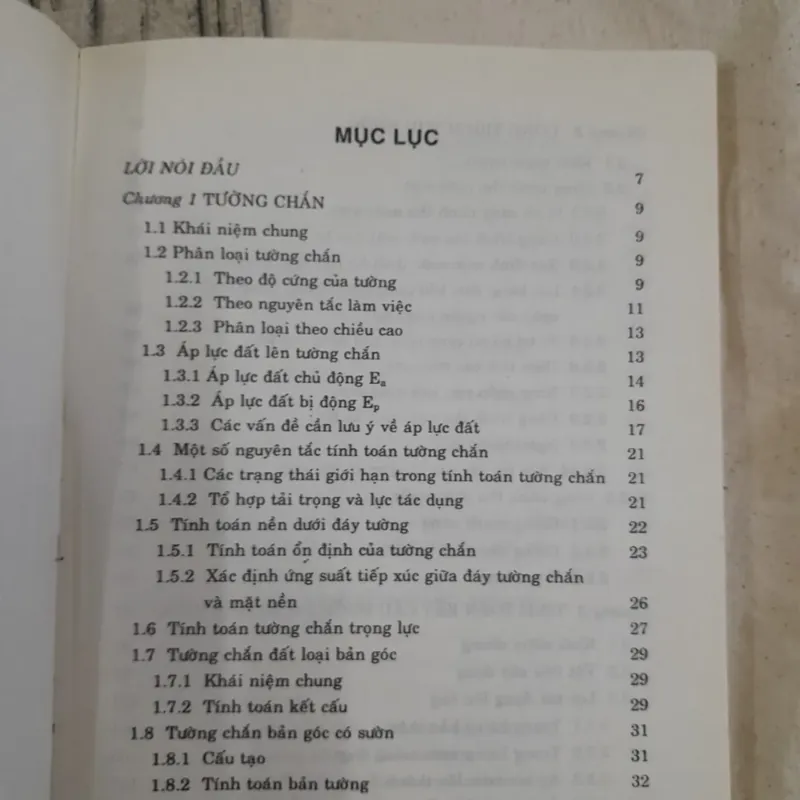 MỤC LỤC
LỜI NÓI ĐẦU 7
Chương 1 TƯỜNG CHẮN 9
1.1 Khái niệm chung 9
1.2 Phân loại tường chắn 9
1.2.1 Theo độ cứng của tường 9
1.2.2 Theo nguyên tắc làm việc 11
1.2.3 Phân loại theo chiều cao 13
1.3 Áp lực đất lên tường chắn 13
1.3.1 Áp lực đất chủ động Ea 14
1.3.2 Áp lực đất bị động Ep 16
1.3.3 Các vấn đề cần lưu ý về áp lực đất 17
1.4 Một số nguyên tắc tính toán tường chắn 21
1.4.1 Các trạng thái giới hạn trong tính toán tường chắn 21
1.4.2 Tổ hợp tải trọng và lực tác dụng 21
1.5 Tính toán nền dưới đáy tường 22
1.5.1 Tính toán ổn định của tường chắn 23
1.5.2 Xác định ứng suất tiếp xúc giữa đáy tường chắn
và mặt nền 26
1.6 Tính toán tường chắn trọng lực 27
1.7 Tường chắn đất loại bản góc 29
1.7.1 Khái niệm chung 29
1.7.2 Tính toán kết cấu 29
1.8 Tường chắn bản góc có sườn 31
1.8.1 Cấu tạo 31
1.8.2 Tính toán bản tường 32